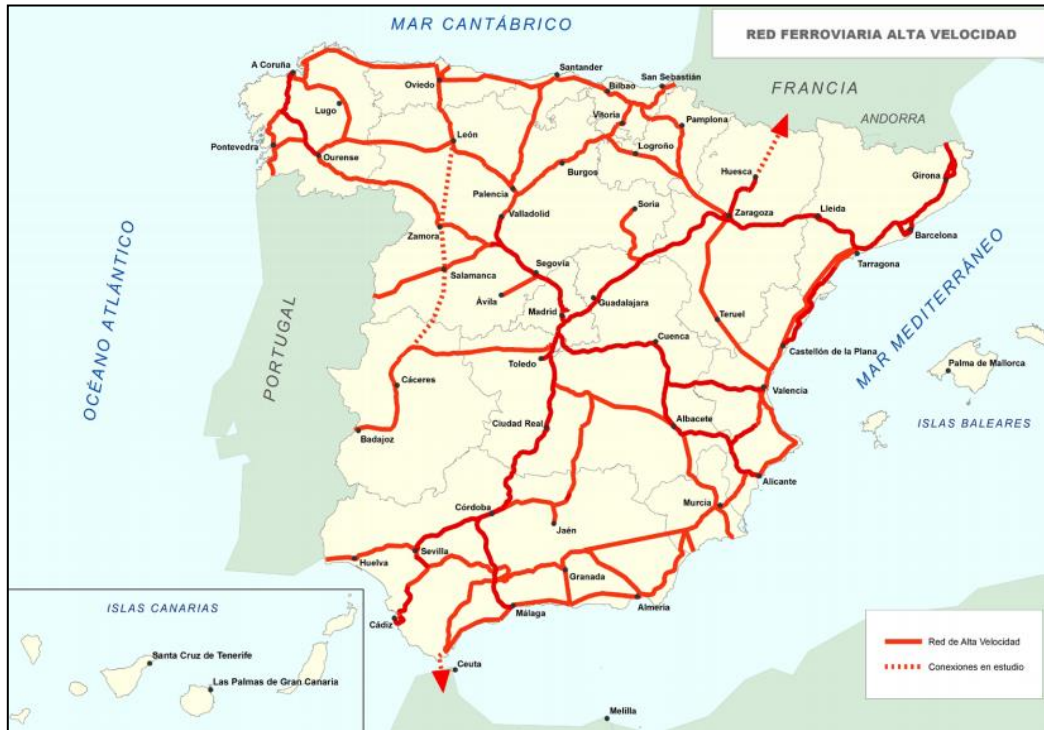 MAR CANTÁBRICO
RED FERROVIARIA ALTA VELOCIDAD
A Coruña
Santander
San Sebastián
Oviedo
Bilbao
FRANCIA
Lugo
Vitoria
Pamplona
ANDORRA
León
Pontevedra
Logroño
Ourense
Burgos
Huesca
Girona
Palencia
Soria
Valladolid
Zaragoza
Lleida
Zamora
Barcelona
Tarragona
Salamanca
Segovia
OCÉANO ATLÁNTICO
PORTUGAL
Ávila
Guadalajara
Madrid
Teruel
MAR MEDITERRÁNEO
Cuenca
Castellón de la Plana
Toledo
Palma de Mallorca
Cáceres
Valencia
Ciudad Real
Albacete
ISLAS BALEARES
Badajoz
Alicante
Murcia
Córdoba
Jaén
Sevilla
Huelva
Granada
Almería
ISLAS CANARIAS
Málaga
Cádiz
Red de Alta Velocidad
Santa Cruz de Tenerife
Ceuta
Conexiones en estudio
Las Palmas de Gran Canaria
Melilla